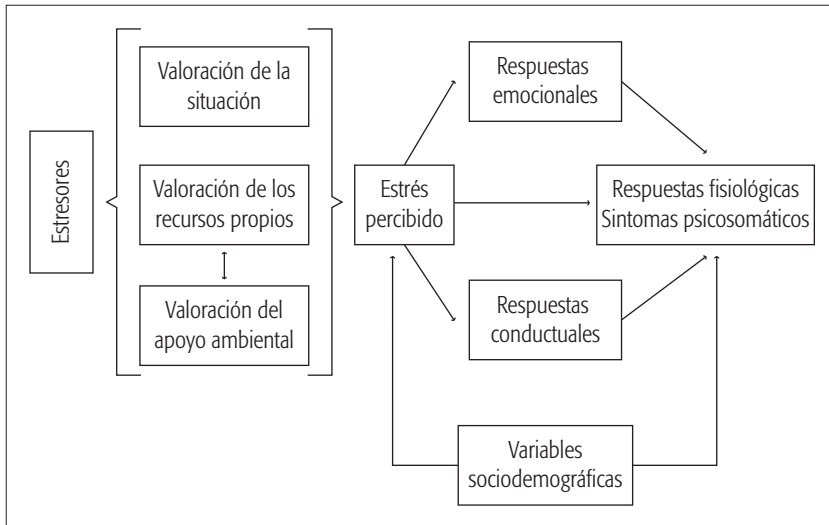 Estresores
Valoración de la
situación
Valoración de los
recursos propios
Valoración del
apoyo ambiental
Estrés
percibido
Respuestas
emocionales
Respuestas
conductuales
Respuestas fisiológicas
Sintomas psicosomáticos
Variables
sociodemográficas